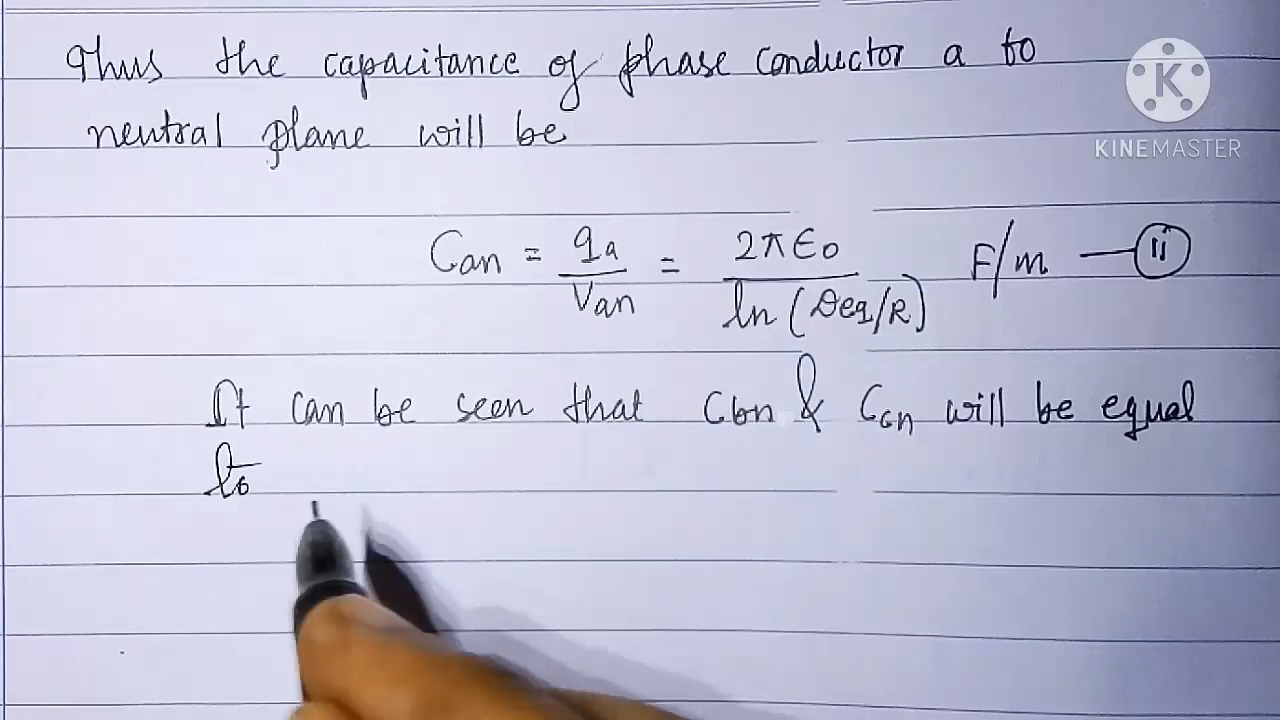 Thus the capacitance of phase conductor a to
K
KINEMASTER
neutral plane will be
Can = qa/Van = 2πϵ0/ln(Deq/R) F/m — 11
It can be seen that Cbn & Ccn will be equal
to